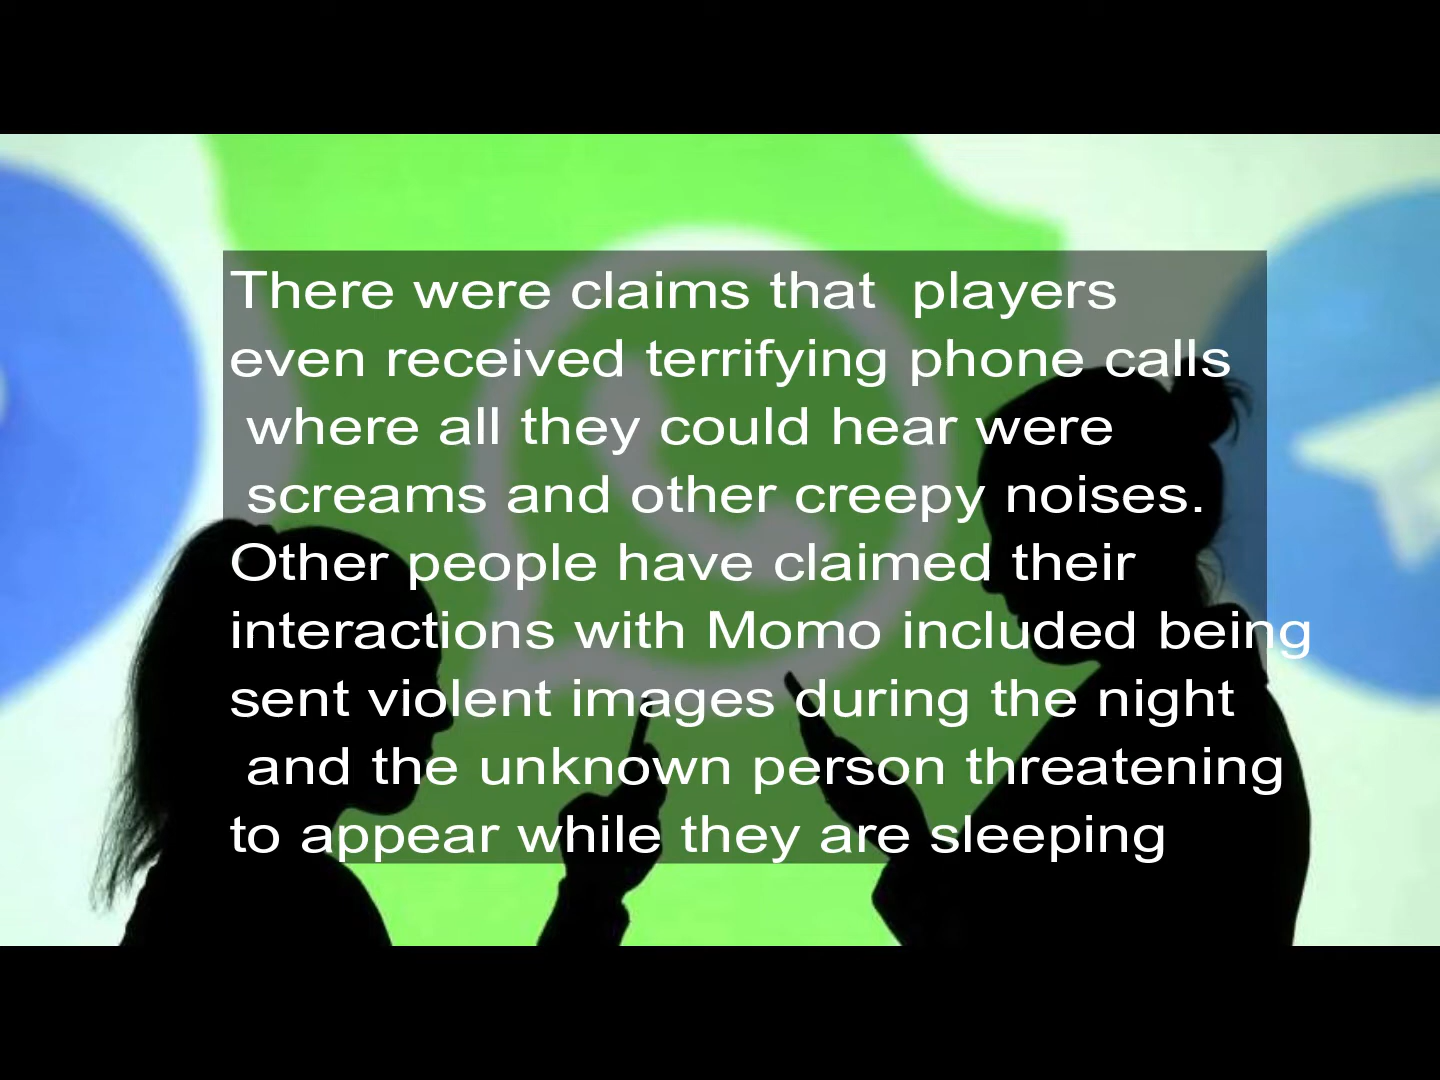 There were claims that  players
even received terrifying phone calls
where all they could hear were
screams and other creepy noises.
Other people have claimed their
interactions with Momo included being
sent violent images during the night
and the unknown person threatening
to appear while they are sleeping